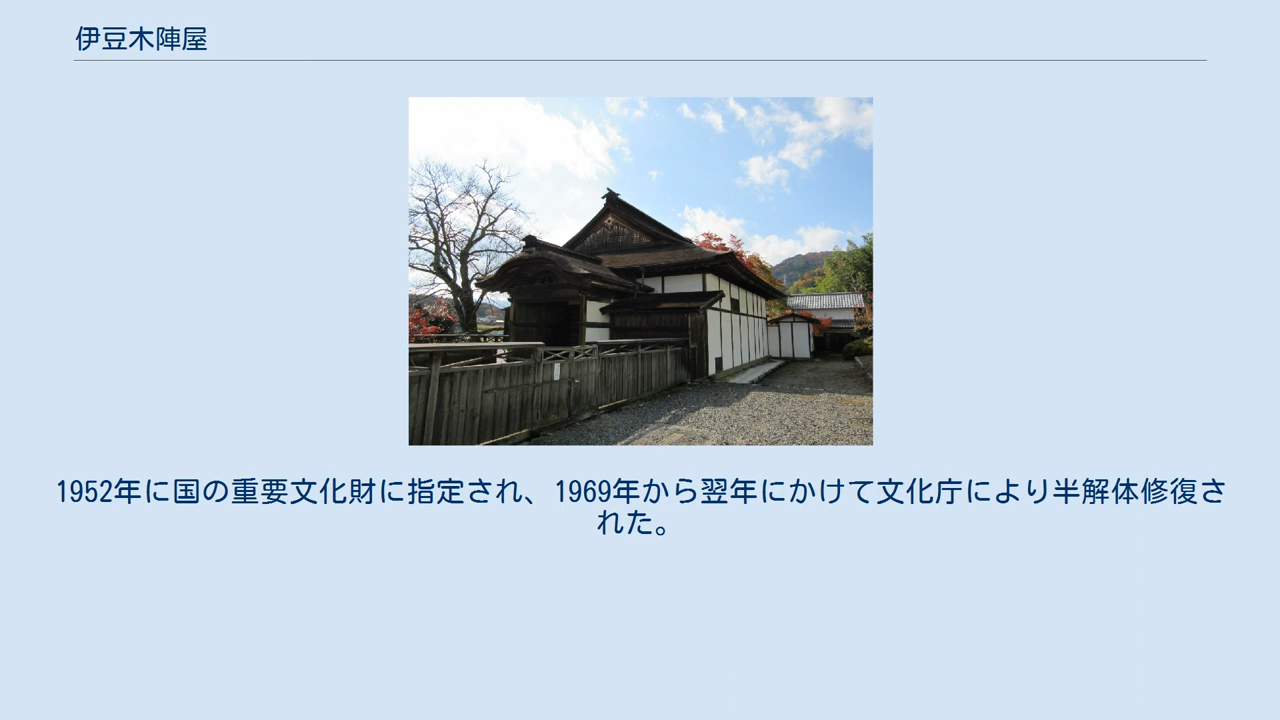 伊豆木陣屋
1952年に国の重要文化財に指定され、1969年から翌年にかけて文化庁により半解体修復さ
れた。